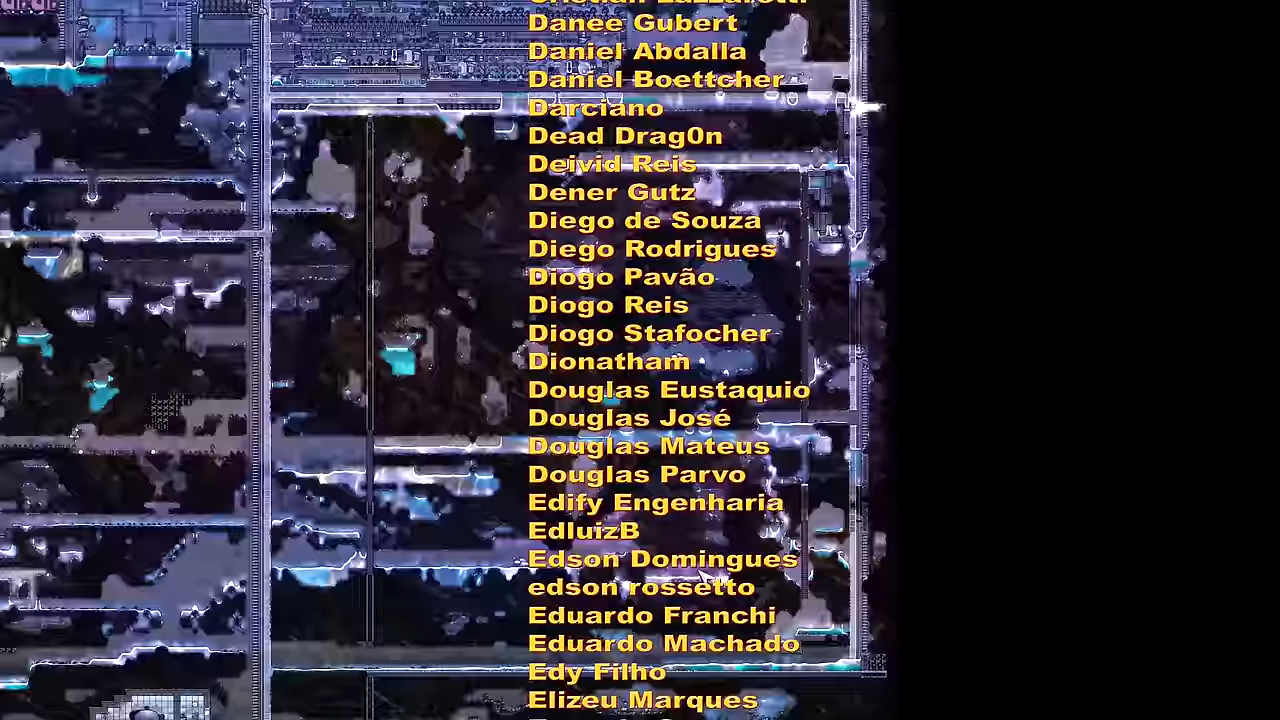 Danee Gubert
Daniel Abdalla
Daniel Boettcher
Darciano
Dead Drag0n
Deivid Reis
Dener Gutz
Diego de Souza
Diego Rodrigues
Diogo Pavão
Diogo Reis
Diogo Stafocher
Dionatham
Douglas Eustaquio
Douglas José
Douglas Mateus
Douglas Parvo
Edify Engenharia
EdluizB
Edson Domingues
edson rossetto
Eduardo Franchi
Eduardo Machado
Edy Filho
Elizeu Marques